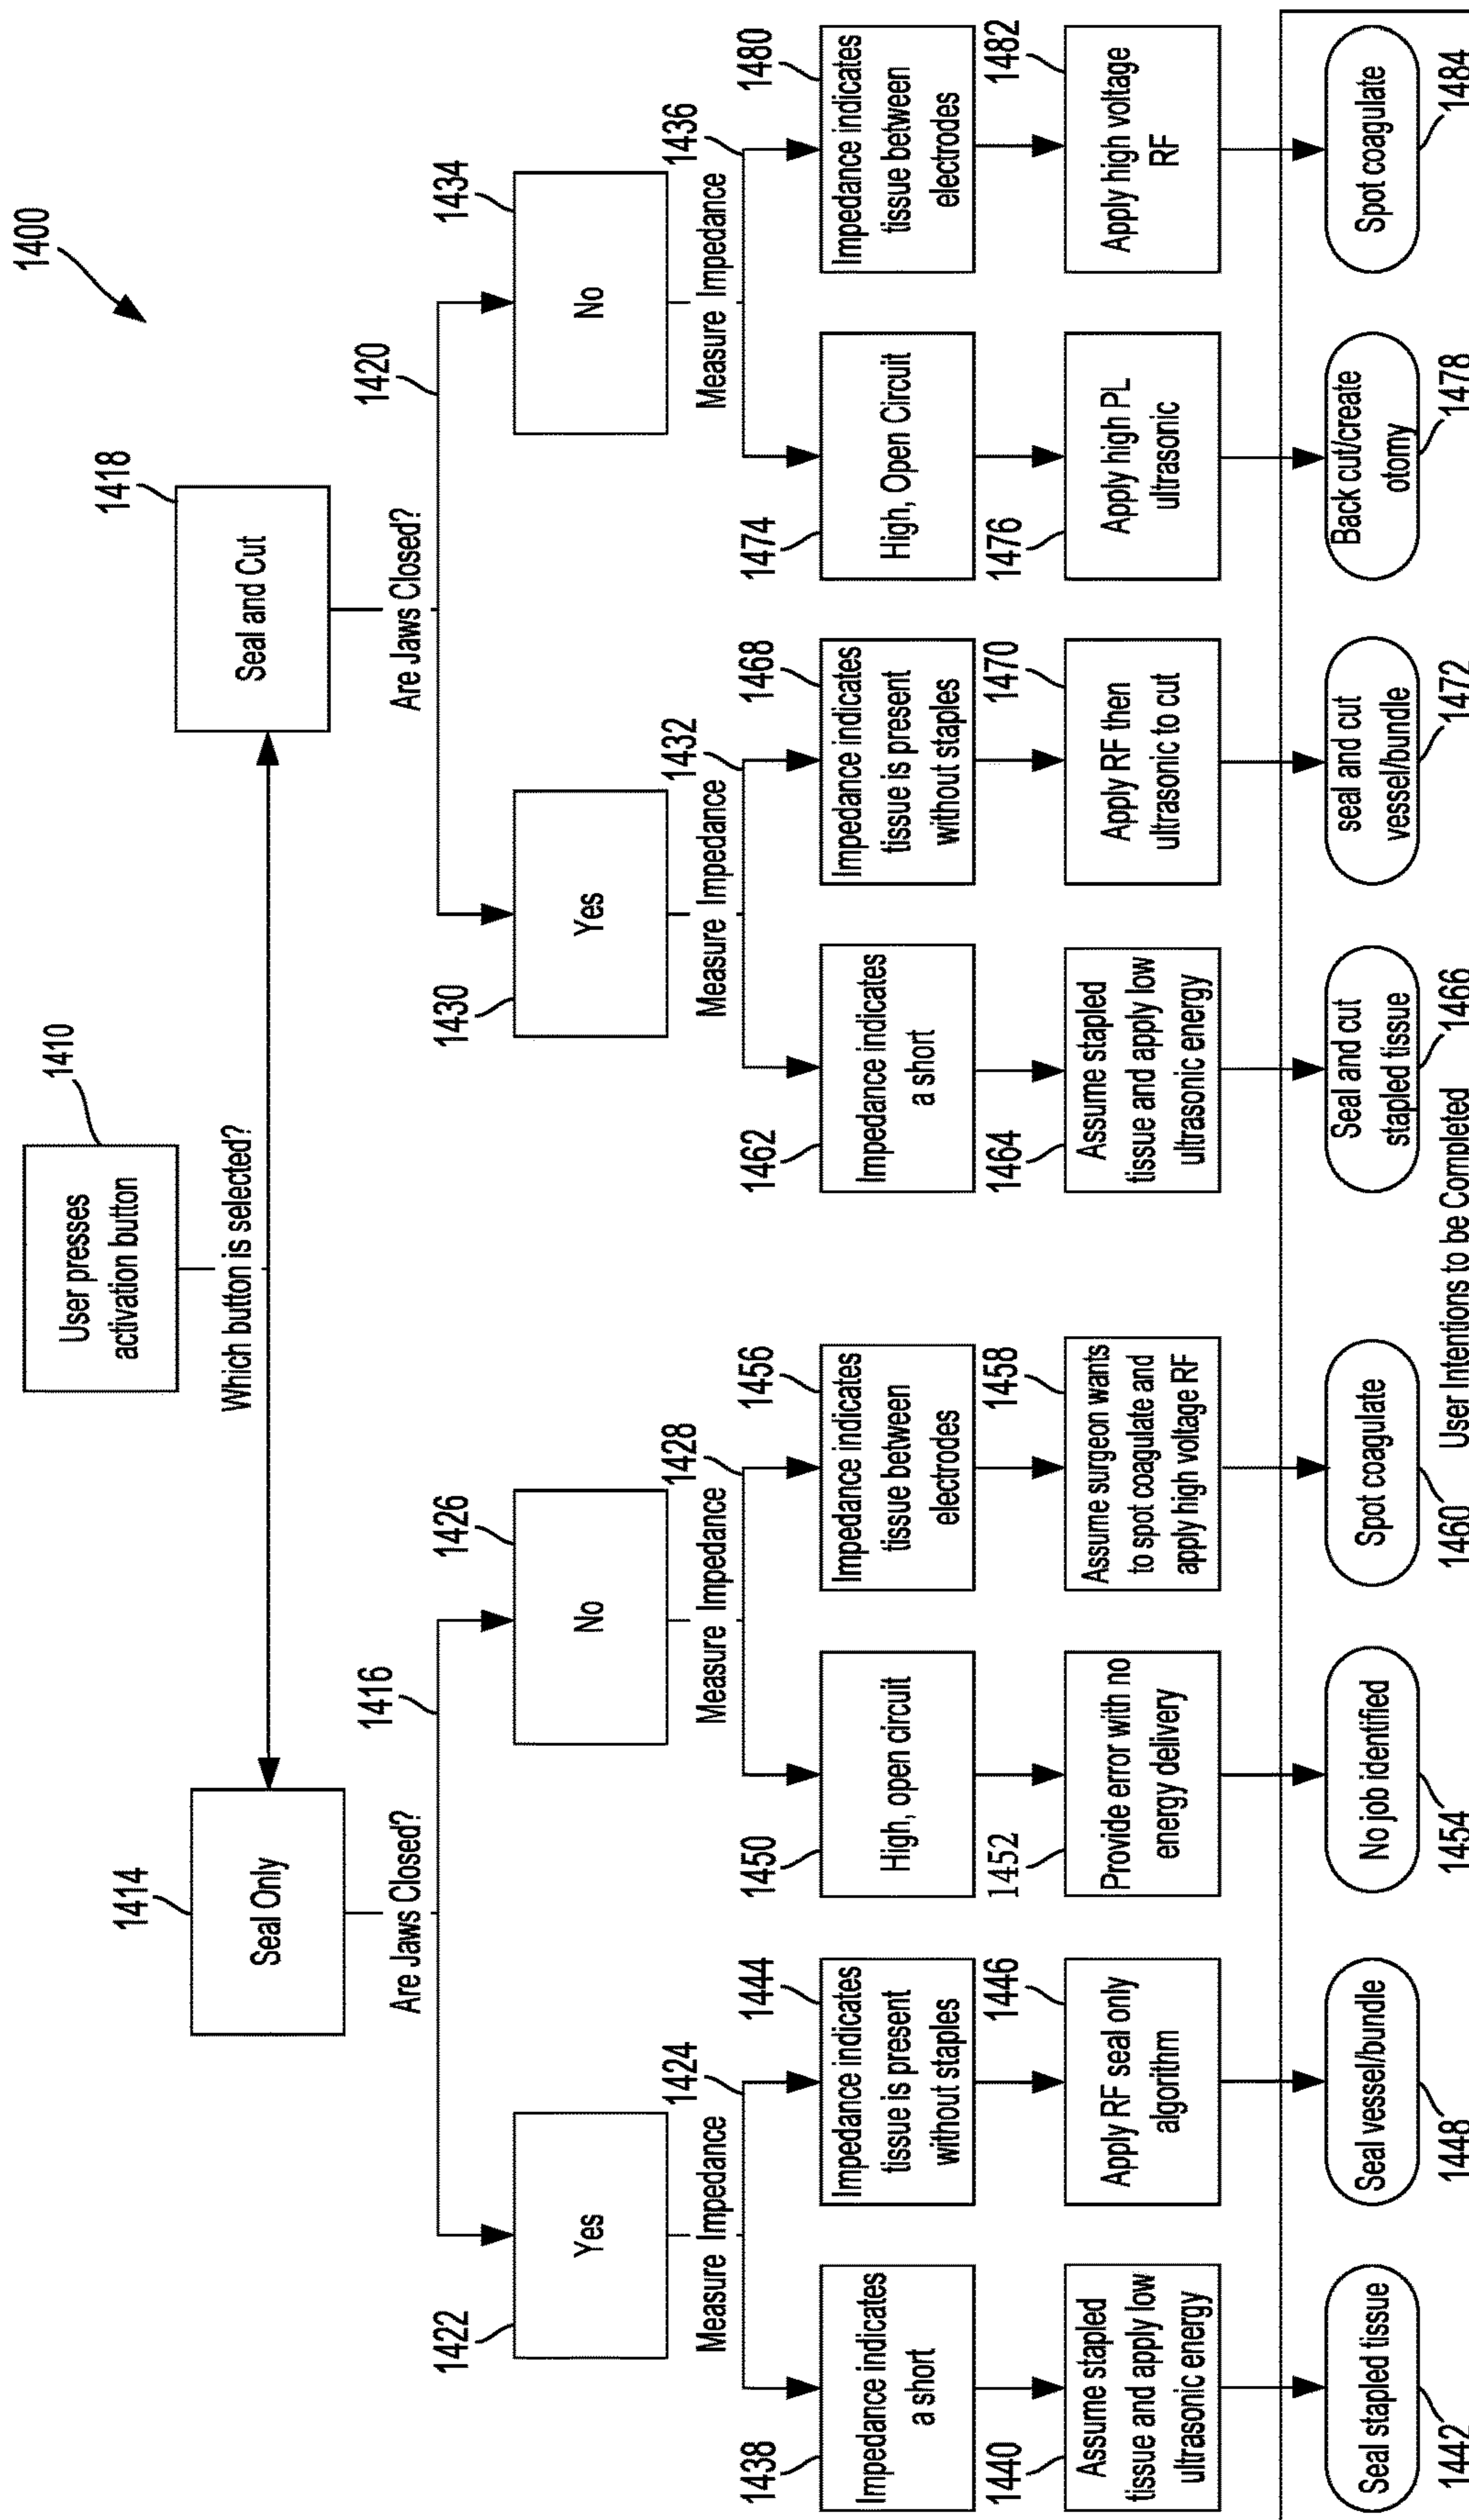 1400
User presses
activation button
1410
Which button is selected?
Seal Only
1414
Seal and Cut
1418
Are Jaws Closed?
1416
Are Jaws Closed?
1420
1422
Yes
No
1426
1430
Yes
No
1434
Measure Impedance
1424
Measure Impedance
1428
Measure Impedance
1432
Measure Impedance
1436
1438
Impedance indicates
a short
1444
Impedance indicates
tissue is present
without staples
1450
High, open circuit
1456
Impedance indicates
tissue between
electrodes
1462
Impedance indicates
a short
1468
Impedance indicates
tissue is present
without staples
1474
High, Open Circuit
1480
Impedance indicates
tissue between
electrodes
1440
Assume stapled
tissue and apply low
ultrasonic energy
1446
Apply RF seal only
algorithm
1452
Provide error with no
energy delivery
1458
Assume surgeon wants
to spot coagulate and
apply high voltage RF
1464
Assume stapled
tissue and apply low
ultrasonic energy
1470
Apply RF then
ultrasonic to cut
1476
Apply high PL
ultrasonic
1482
Apply high voltage
RF
Seal stapled tissue
1442
Seal vessel/bundle
1448
No job identified
1454
Spot coagulate
1460
Seal and cut
stapled tissue
1466
seal and cut
vessel/bundle
1472
Back cut/create
otomy
1478
Spot coagulate
1484
User Intentions to be Completed